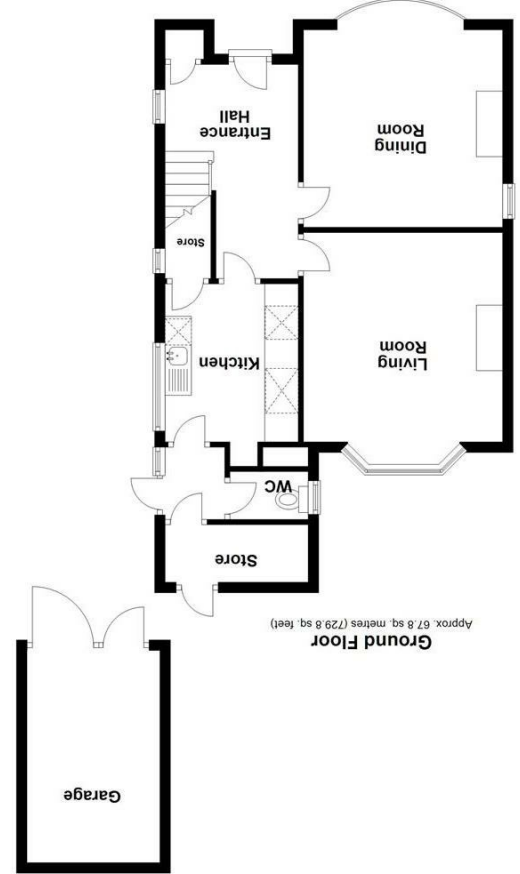 Ground Floor
Approx. 67.8 sq. metres (729.8 sq. feet)
Garage
Store
WC
Living
Room
Kitchen
Store
Dining
Room
Entrance
Hall